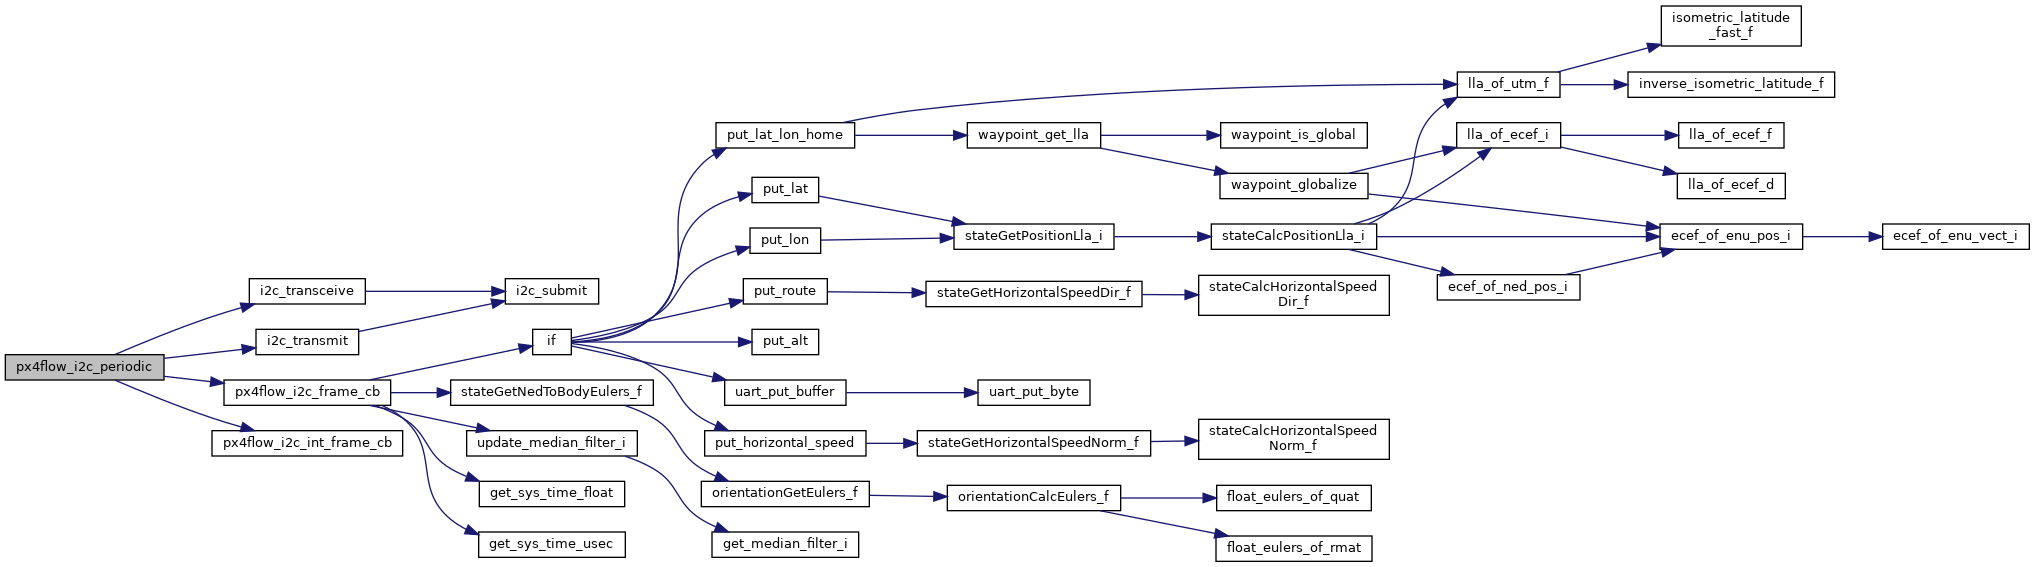 px4flow_i2c_periodic
i2c_transceive
i2c_transmit
px4flow_i2c_frame_cb
px4flow_i2c_int_frame_cb
i2c_submit
if
stateGetNedToBodyEulers_f
update_median_filter_i
get_sys_time_float
get_sys_time_usec
put_lat_lon_home
put_lat
put_lon
put_route
put_alt
uart_put_buffer
put_horizontal_speed
orientationGetEulers_f
get_median_filter_i
waypoint_get_lla
stateGetPositionLla_i
stateGetHorizontalSpeedDir_f
uart_put_byte
stateGetHorizontalSpeedNorm_f
orientationCalcEulers_f
waypoint_is_global
waypoint_globalize
stateCalcPositionLla_i
stateCalcHorizontalSpeed
Dir_f
stateCalcHorizontalSpeed
Norm_f
float_eulers_of_quat
float_eulers_of_rmat
lla_of_utm_f
lla_of_ecef_i
ecef_of_ned_pos_i
isometric_latitude
_fast_f
inverse_isometric_latitude_f
lla_of_ecef_f
lla_of_ecef_d
ecef_of_enu_pos_i
ecef_of_enu_vect_i